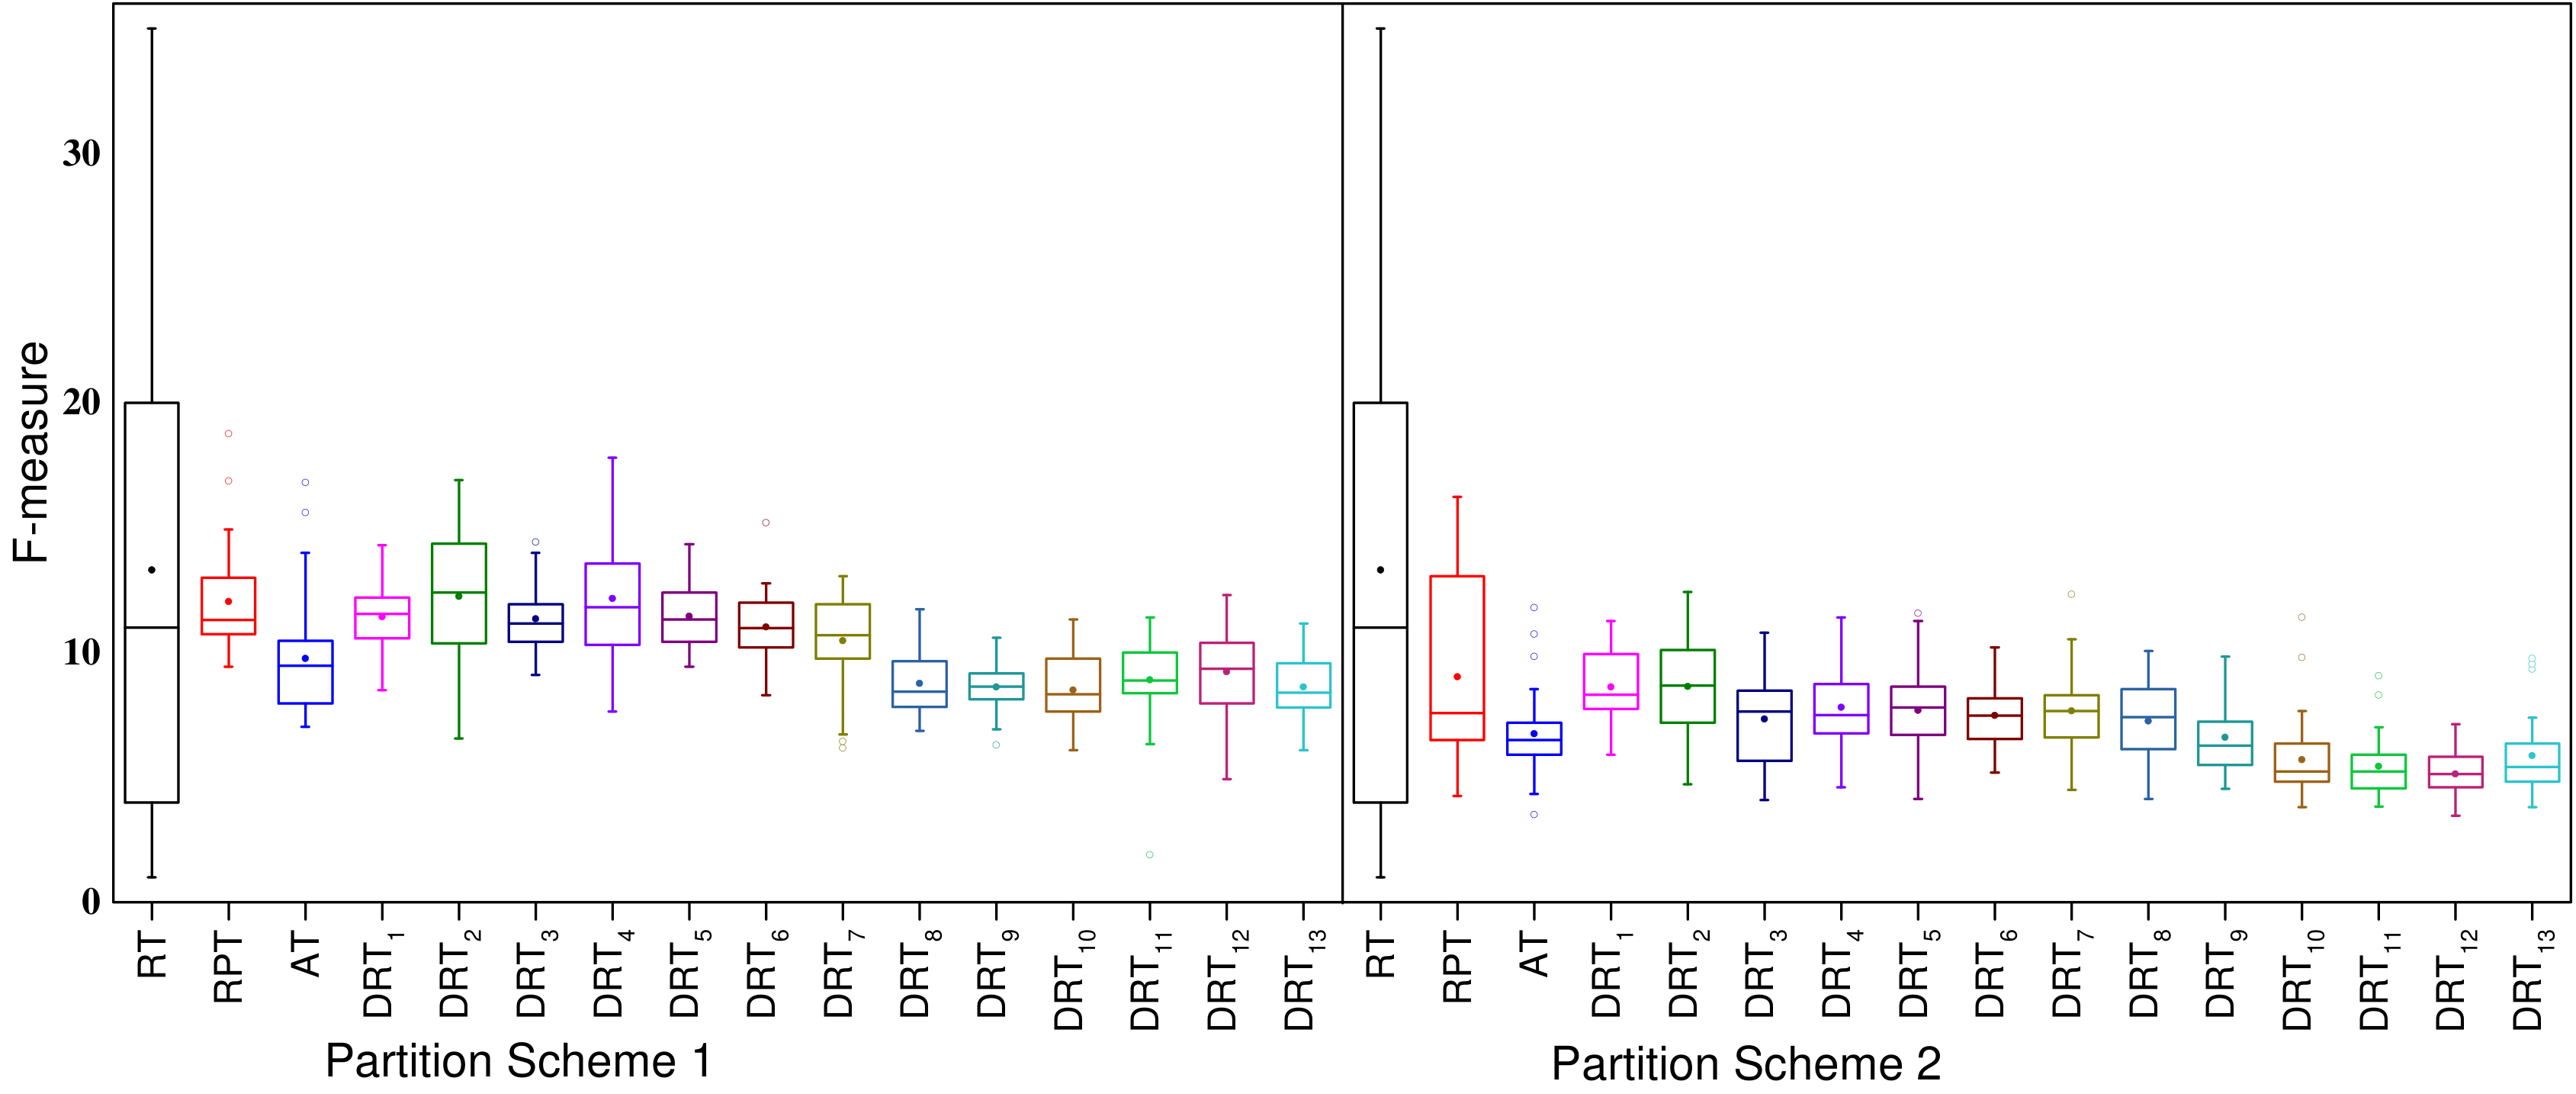 F-measure
30
20
10
0
RT RPT AT DRT1 DRT2 DRT3 DRT4 DRT5 DRT6 DRT7 DRT8 DRT9 DRT10 DRT11 DRT12 DRT13 RT RPT AT DRT1 DRT2 DRT3 DRT4 DRT5 DRT6 DRT7 DRT8 DRT9 DRT10 DRT11 DRT12 DRT13
Partition Scheme 1 Partition Scheme 2